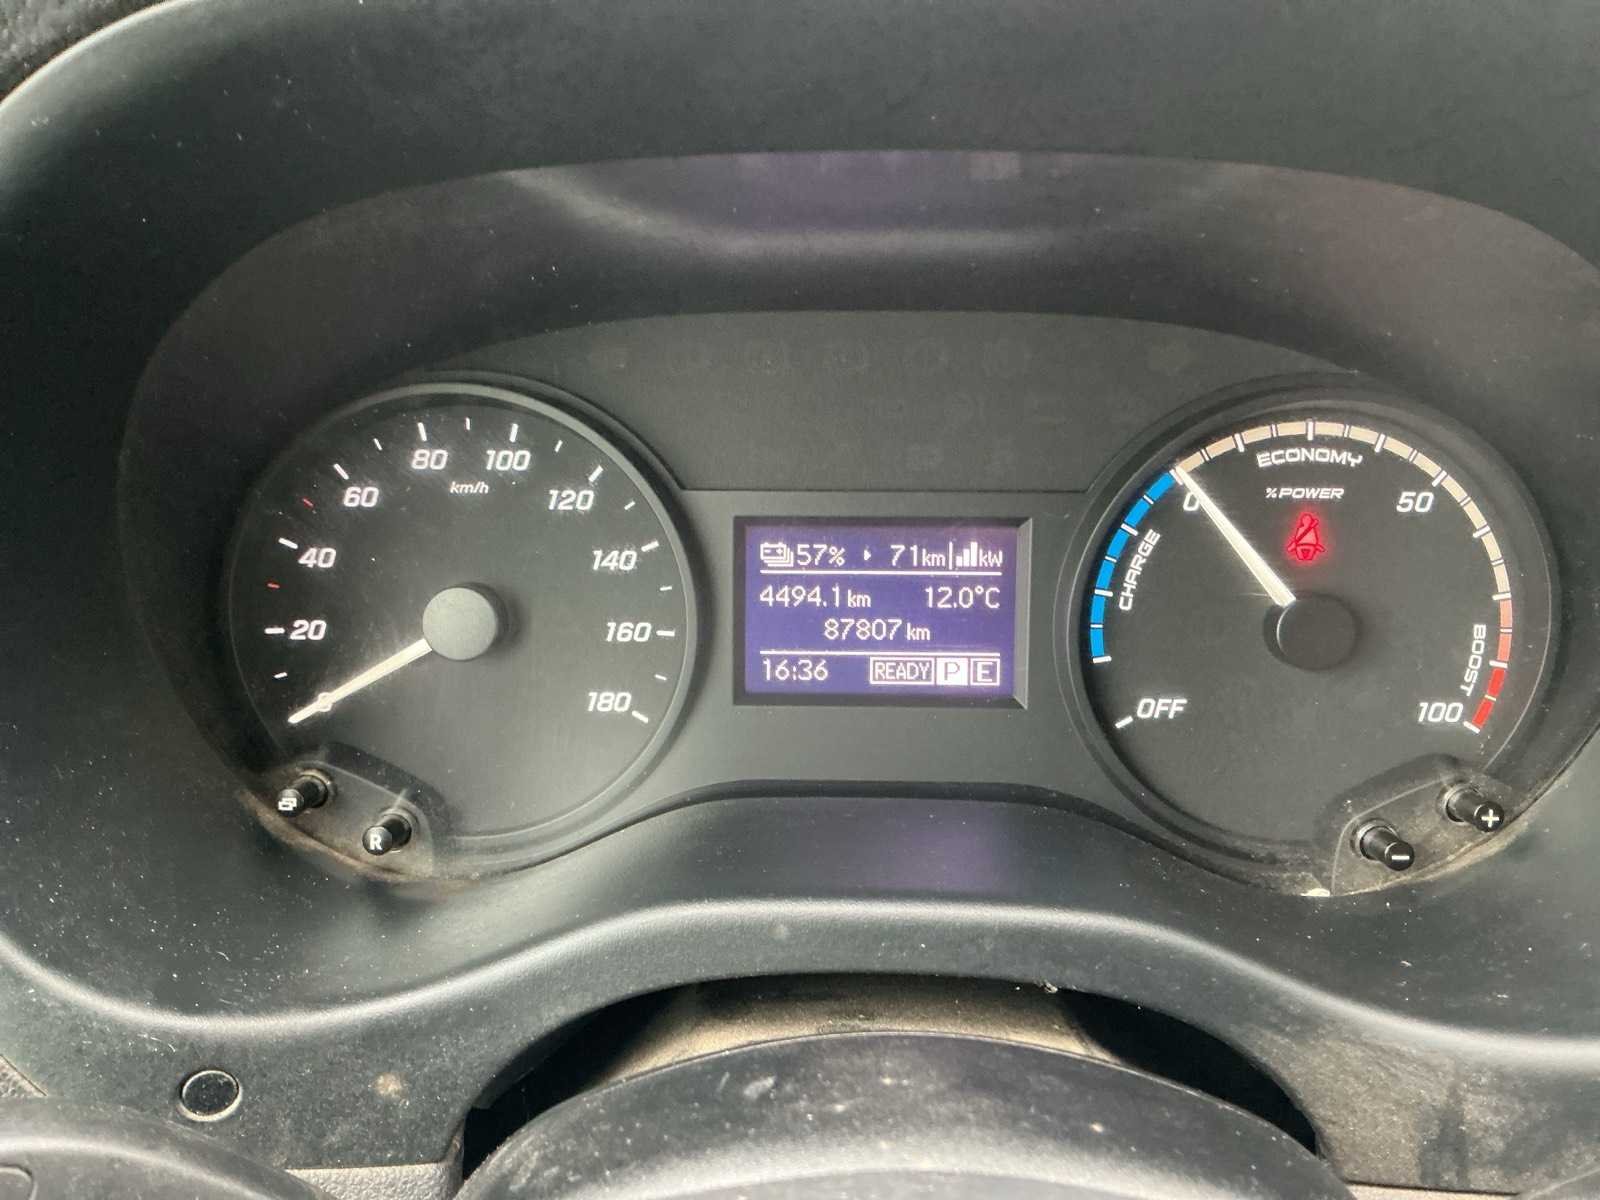 80 100
60 km/h 120
40 140
20 160
0 180
R
57% 71km kW
4494.1km 12.0°C
87807km
16:36 READY P E
ECONOMY
0 % POWER 50
CHARGE
BOOST
OFF 100
- +